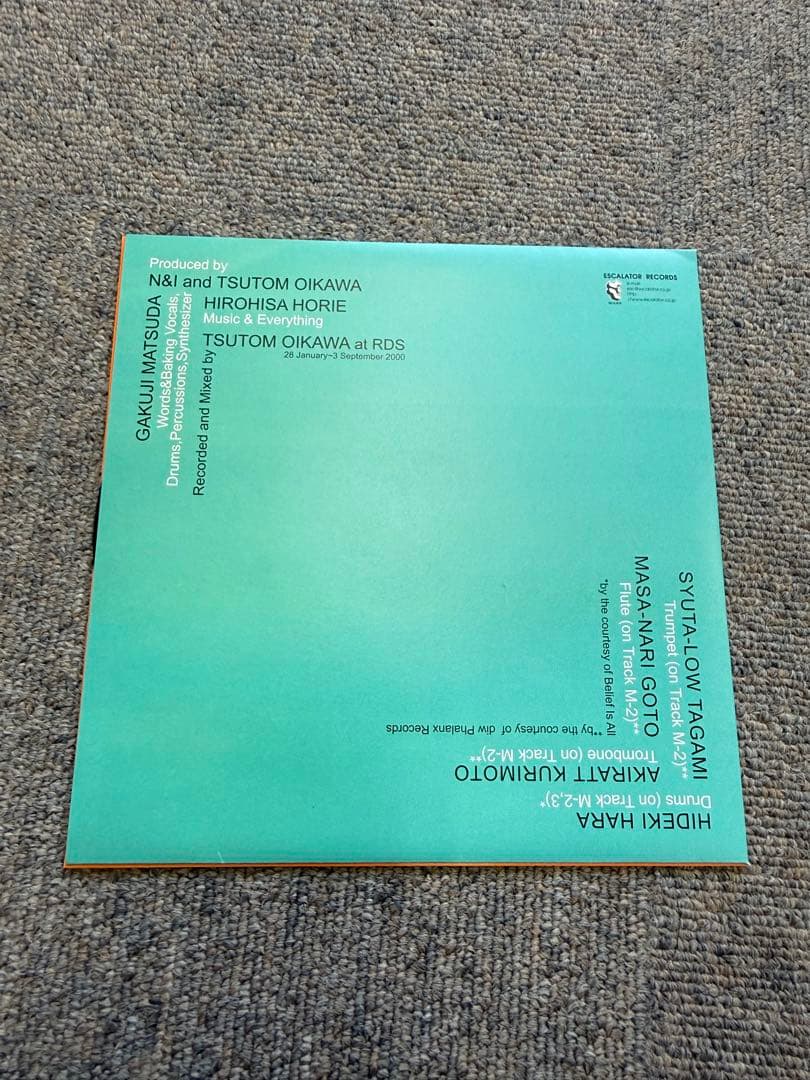 Produced by
N&I and TSUTOM OIKAWA
HIROHISA HORIE
Music & Everything
GAKUJI MATSUDA
Words&Baking Vocals,
Drums,Percussions,Synthesizer
Recorded and Mixed by
TSUTOM OIKAWA at RDS
28 January~3 September 2000
ESCALATOR RECORDS
e-mail
http
SYUTA-LOW TAGAMI
Trumpet (on Track M-2)**
MASA-NARI GOTO
Flute (on Track M-2)**
*by the courtesy of Belief Is All
HIDEKI HARA
Drums (on Track M-2,3)*
AKIRATT KURIMOTO
Trombone (on Track M-2)**
**by the courtesy of diw Phalanx Records